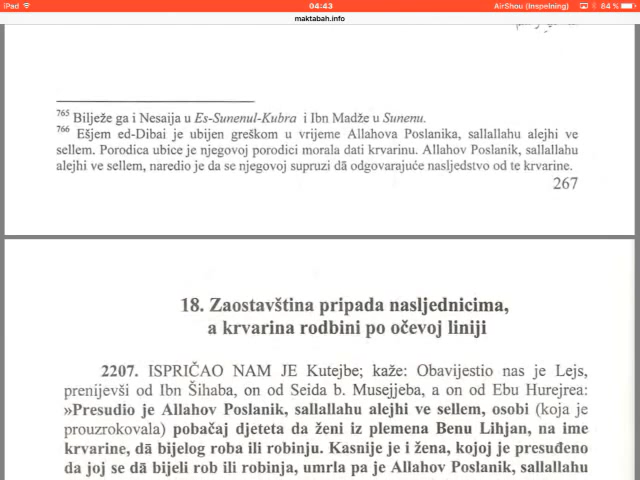 iPad
04:43
AirShou (Inspelning)
84 %
maktabah.info
765 Bilježe ga i Nesaija u Es-Sunenul-Kubra i Ibn Madže u Sunenu.
766 Ešjem ed-Dibai je ubijen greškom u vrijeme Allahova Poslanika, sallallahu alejhi ve
sellem. Porodica ubice je njegovoj porodici morala dati krvarinu. Allahov Poslanik, sallallahu
alejhi ve sellem, naredio je da se njegovoj supruzi dā odgovarajuće nasljedstvo od te krvarine.
267
18. Zaostavština pripada nasljednicima,
a krvarina rodbini po očevoj liniji
2207. ISPRIČAO NAM JE Kutejbe; kaže: Obavijestio nas je Lejs,
prenijevši od Ibn Šihaba, on od Seida b. Musejjeba, a on od Ebu Hurejrea:
»Presudio je Allahov Poslanik, sallallahu alejhi ve sellem, osobi (koja je
prouzrokovala) pobačaj djeteta da ženi iz plemena Benu Lihjan, na ime
krvarine, dā bijelog roba ili robinju. Kasnije je i žena, kojoj je presuđeno
da joj se dā bijeli rob ili robinja, umrla pa je Allahov Poslanik, sallallahu